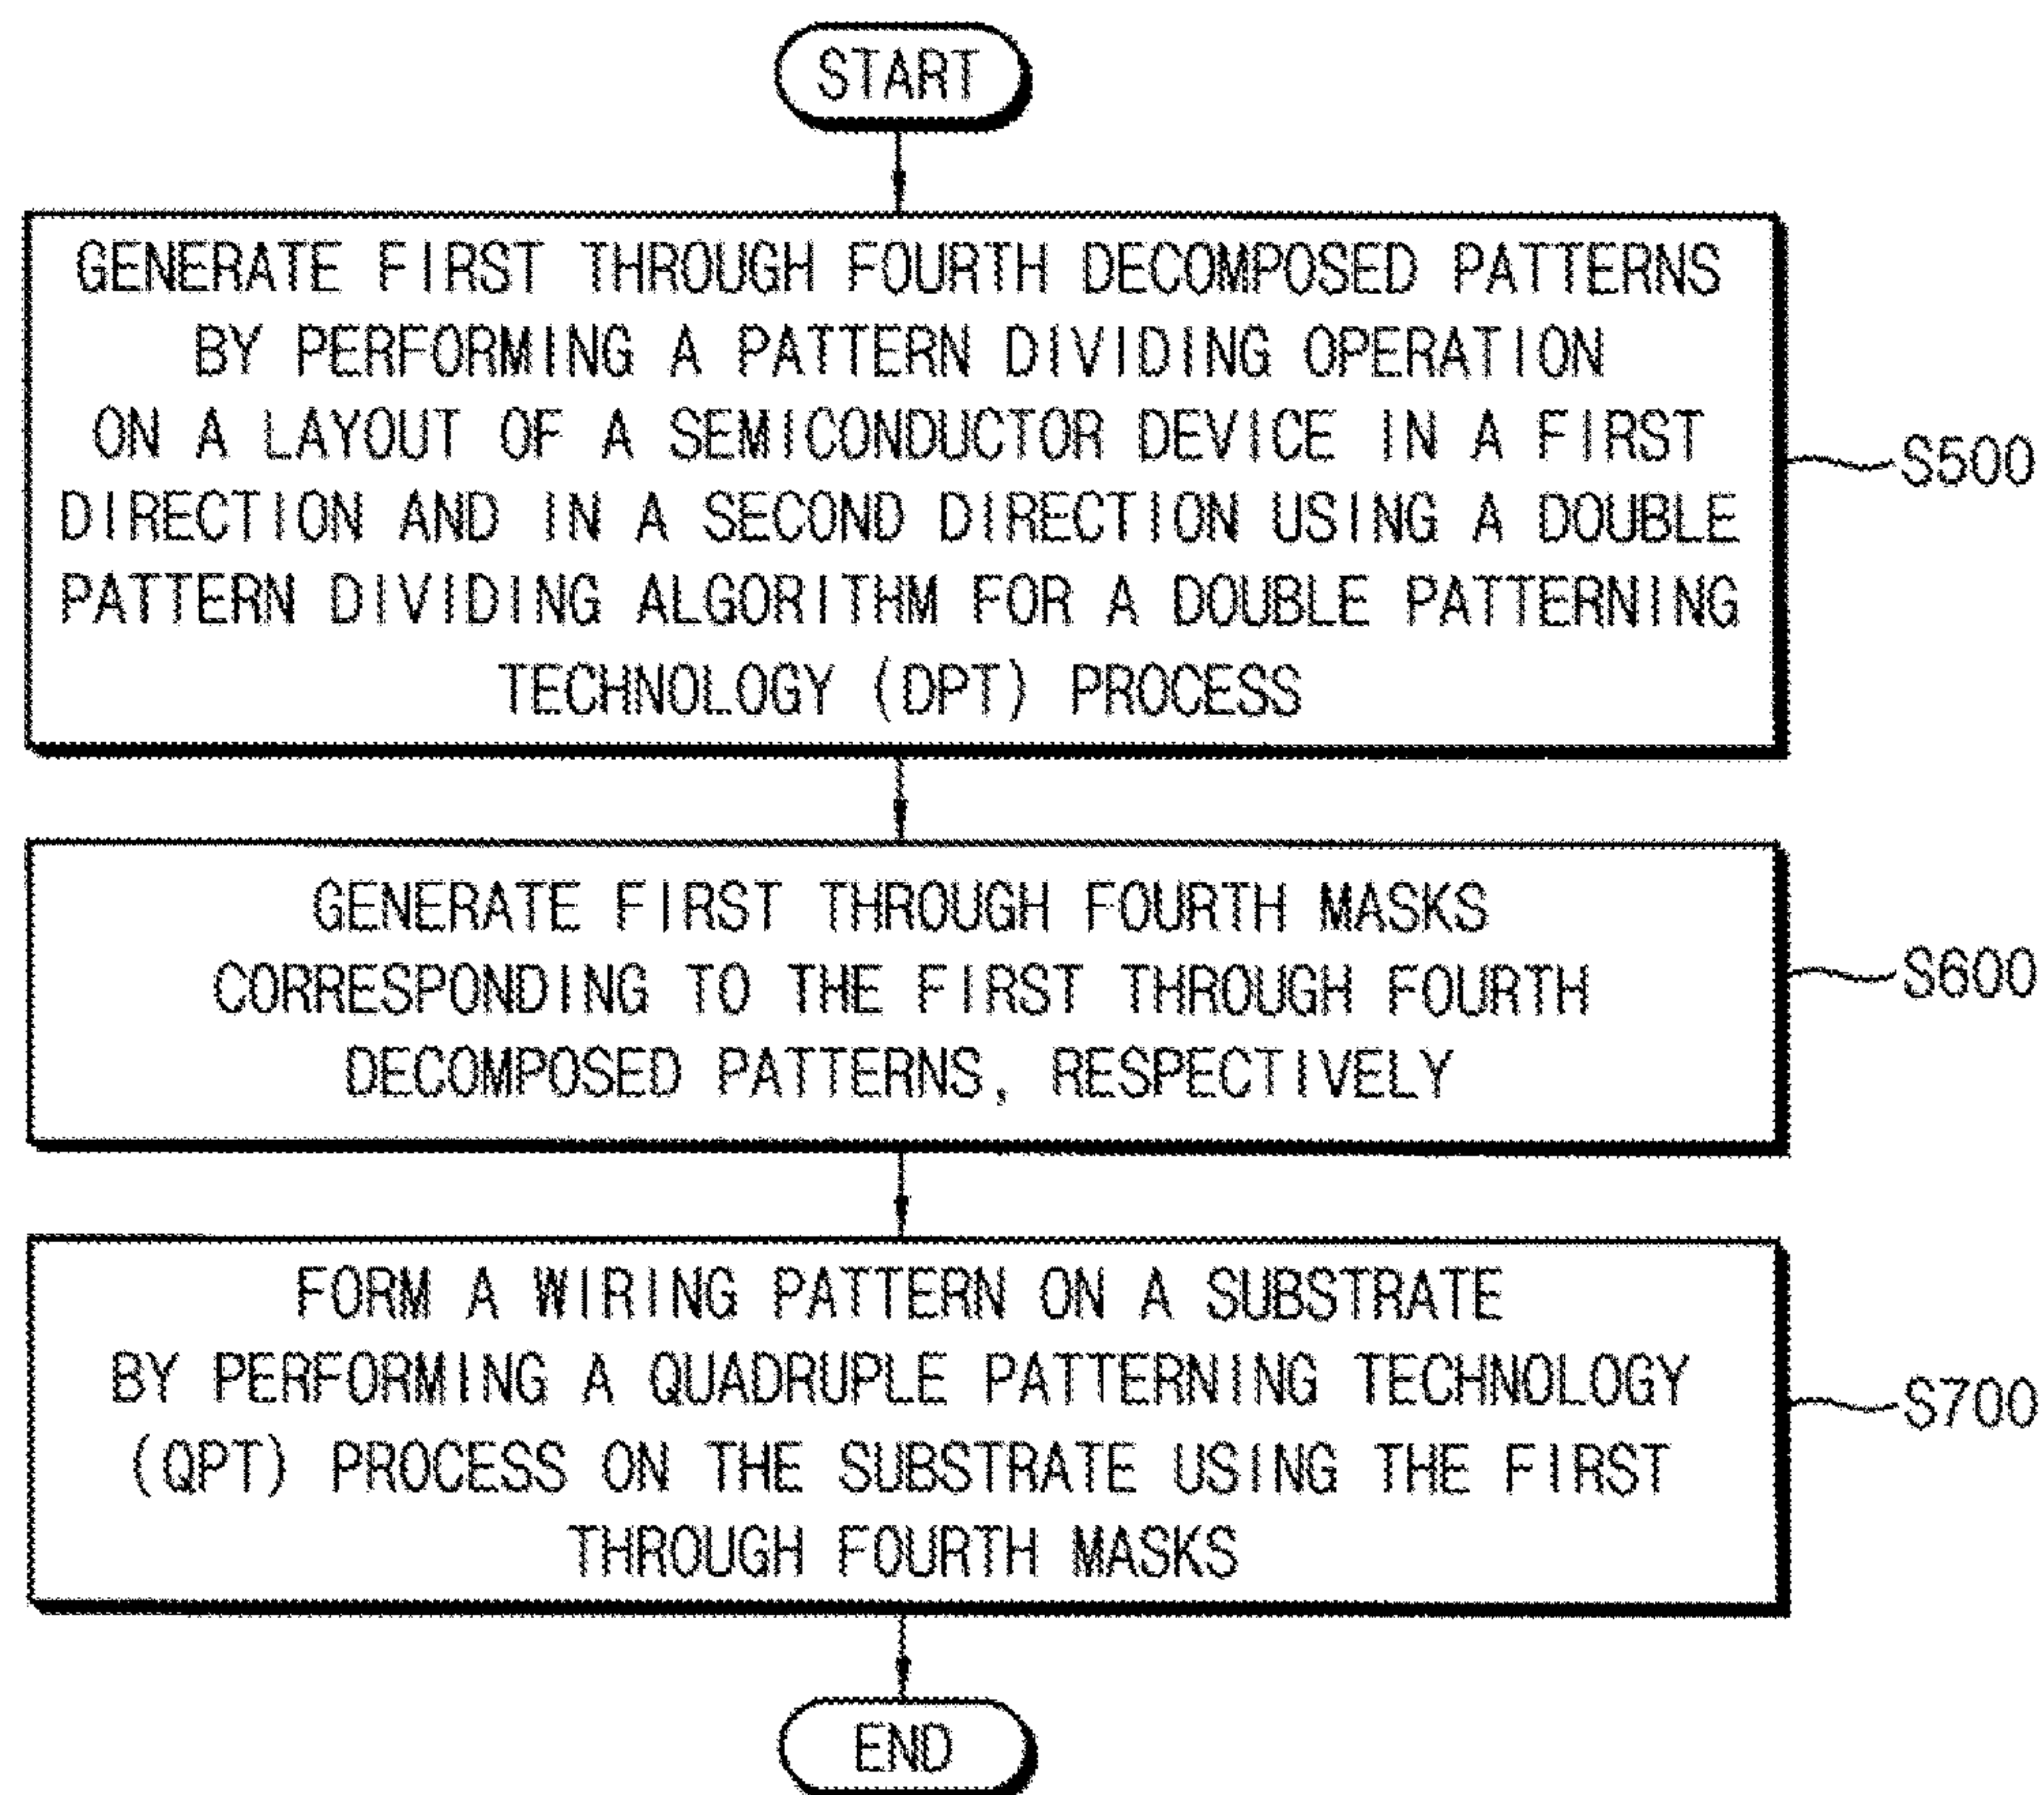 START
GENERATE FIRST THROUGH FOURTH DECOMPOSED PATTERNS
BY PERFORMING A PATTERN DIVIDING OPERATION
ON A LAYOUT OF A SEMICONDUCTOR DEVICE IN A FIRST
DIRECTION AND IN A SECOND DIRECTION USING A DOUBLE
PATTERN DIVIDING ALGORITHM FOR A DOUBLE PATTERNING
TECHNOLOGY (DPT) PROCESS
S500
GENERATE FIRST THROUGH FOURTH MASKS
CORRESPONDING TO THE FIRST THROUGH FOURTH
DECOMPOSED PATTERNS, RESPECTIVELY
S600
FORM A WIRING PATTERN ON A SUBSTRATE
BY PERFORMING A QUADRUPLE PATTERNING TECHNOLOGY
(QPT) PROCESS ON THE SUBSTRATE USING THE FIRST
THROUGH FOURTH MASKS
S700
END